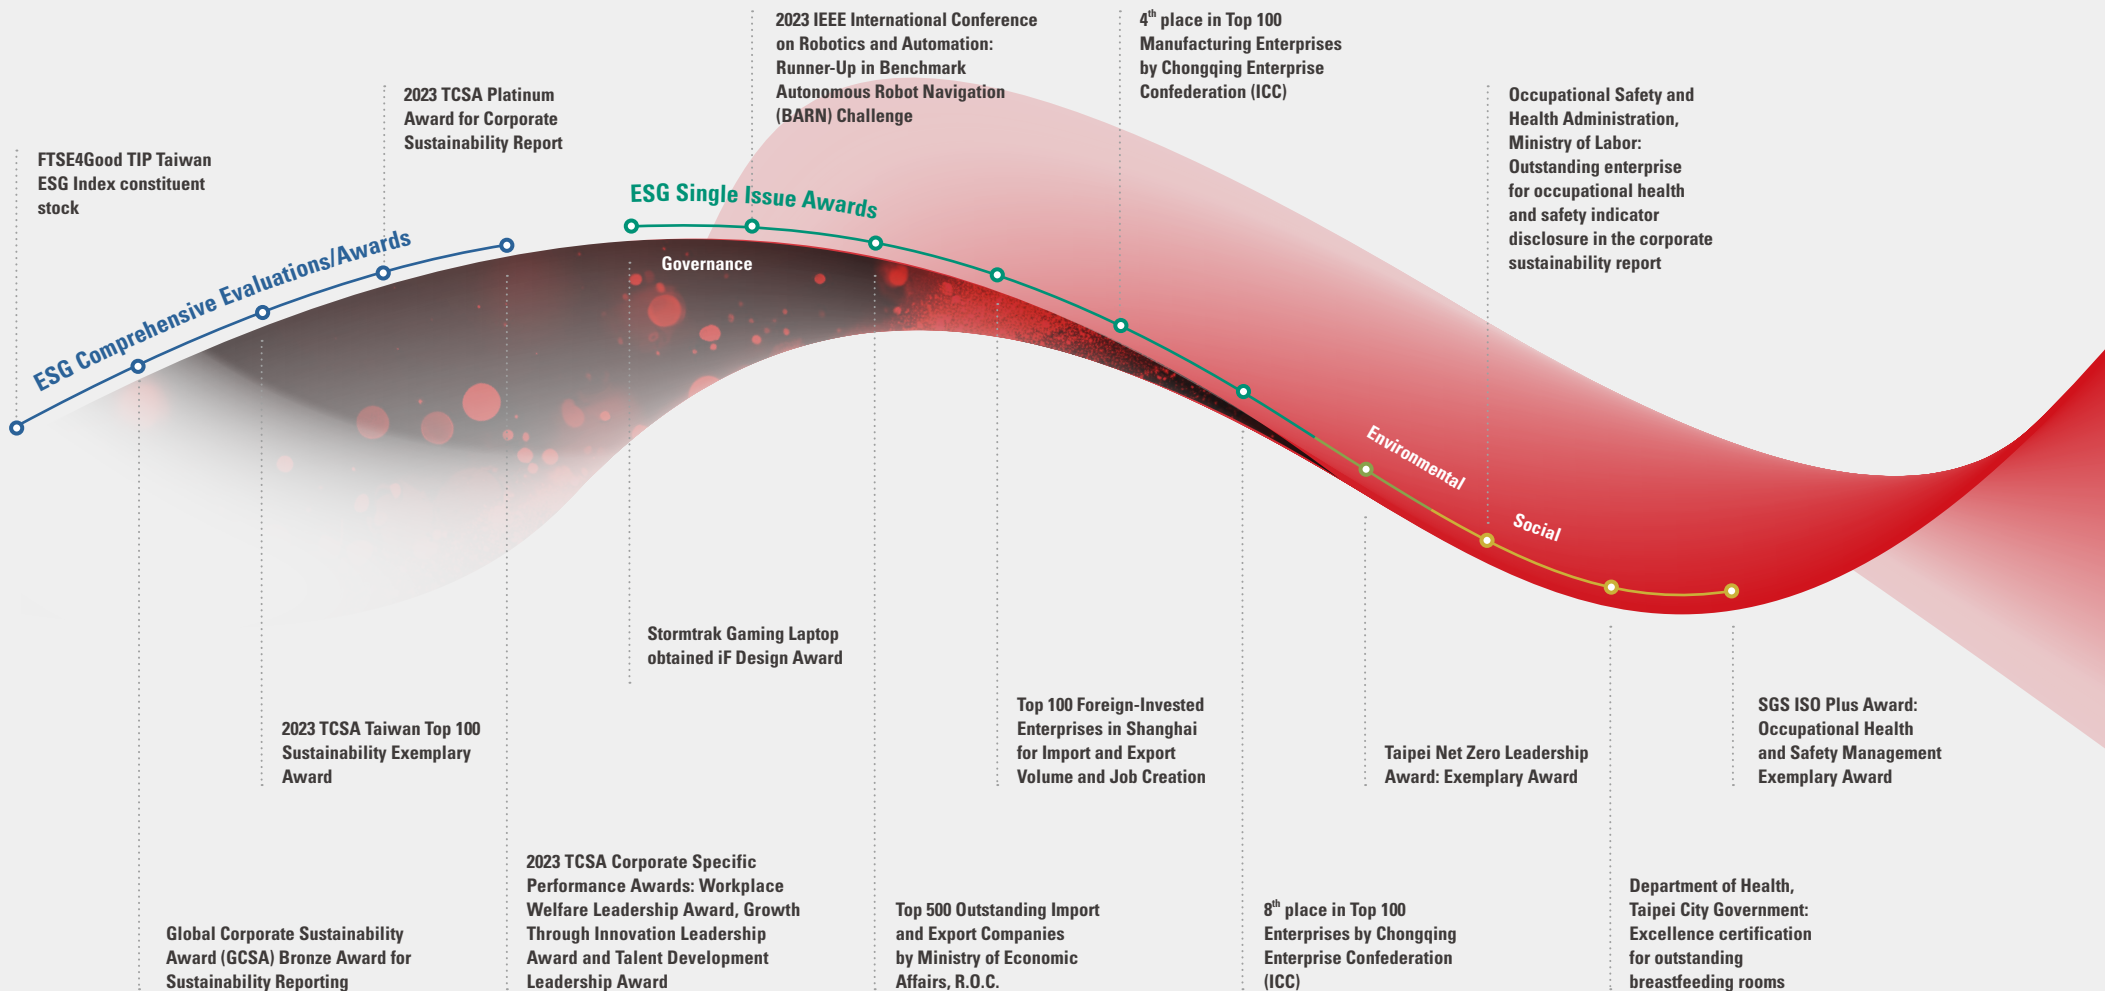 2023 IEEE International Conference
on Robotics and Automation:
Runner-Up in Benchmark
Autonomous Robot Navigation
(BARN) Challenge
4th place in Top 100
Manufacturing Enterprises
by Chongqing Enterprise
Confederation (ICC)
2023 TCSA Platinum
Award for Corporate
Sustainability Report
Occupational Safety and
Health Administration,
Ministry of Labor:
Outstanding enterprise
for occupational health
and safety indicator
disclosure in the corporate
sustainability report
FTSE4Good TIP Taiwan
ESG Index constituent
stock
ESG Comprehensive Evaluations/Awards
ESG Single Issue Awards
Governance
Environmental
Social
Stormtrak Gaming Laptop
obtained iF Design Award
2023 TCSA Taiwan Top 100
Sustainability Exemplary
Award
Top 100 Foreign-Invested
Enterprises in Shanghai
for Import and Export
Volume and Job Creation
Taipei Net Zero Leadership
Award: Exemplary Award
SGS ISO Plus Award:
Occupational Health
and Safety Management
Exemplary Award
Global Corporate Sustainability
Award (GCSA) Bronze Award for
Sustainability Reporting
2023 TCSA Corporate Specific
Performance Awards: Workplace
Welfare Leadership Award, Growth
Through Innovation Leadership
Award and Talent Development
Leadership Award
Top 500 Outstanding Import
and Export Companies
by Ministry of Economic
Affairs, R.O.C.
8th place in Top 100
Enterprises by Chongqing
Enterprise Confederation
(ICC)
Department of Health,
Taipei City Government:
Excellence certification
for outstanding
breastfeeding rooms